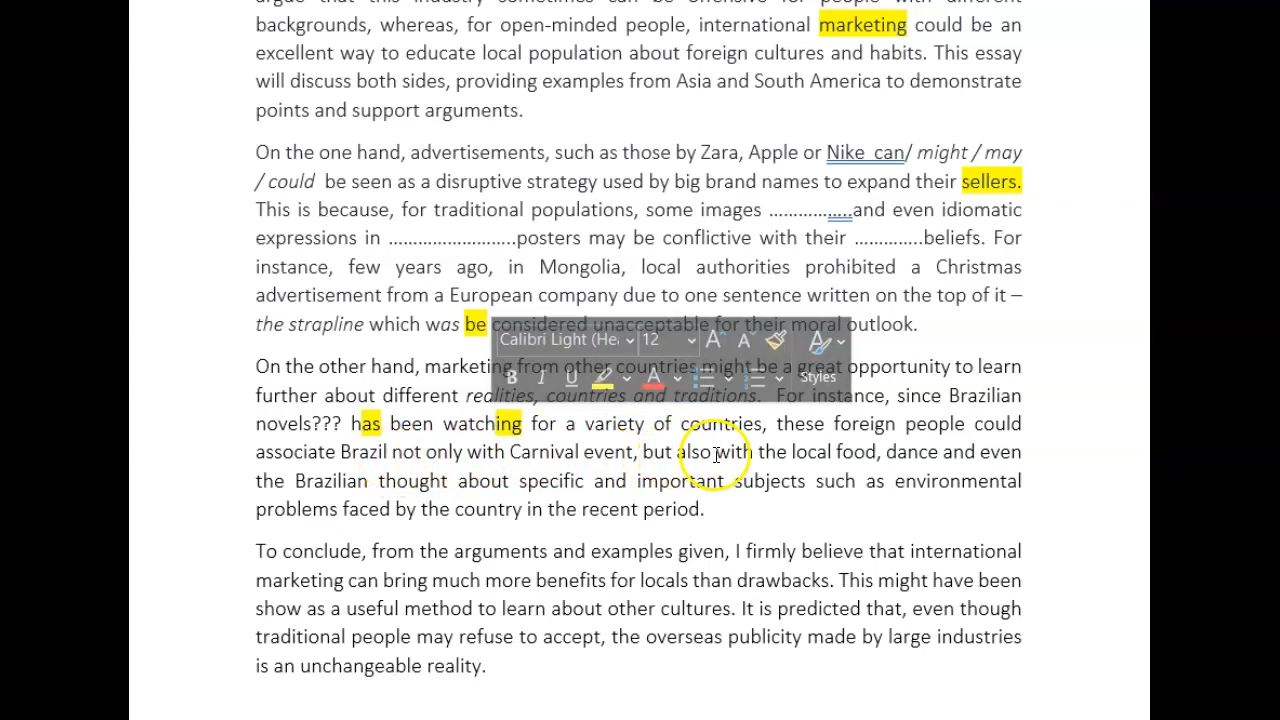 argue that this industry sometimes can be offensive for people with different
backgrounds, whereas, for open-minded people, international marketing could be an
excellent way to educate local population about foreign cultures and habits. This essay
will discuss both sides, providing examples from Asia and South America to demonstrate
points and support arguments.
On the one hand, advertisements, such as those by Zara, Apple or Nike can/ might / may
/ could be seen as a disruptive strategy used by big brand names to expand their sellers.
This is because, for traditional populations, some images ………………..and even idiomatic
expressions in ……………………..posters may be conflictive with their …………..beliefs. For
instance, few years ago, in Mongolia, local authorities prohibited a Christmas
advertisement from a European company due to one sentence written on the top of it –
the strapline which was be considered unacceptable for their moral outlook.
Calibri Light (He 12 A A
On the other hand, marketing from other countries might be a great opportunity to learn
B I U A Styles
further about different realities, countries and traditions. For instance, since Brazilian
novels??? has been watching for a variety of countries, these foreign people could
associate Brazil not only with Carnival event, but also with the local food, dance and even
the Brazilian thought about specific and important subjects such as environmental
problems faced by the country in the recent period.
To conclude, from the arguments and examples given, I firmly believe that international
marketing can bring much more benefits for locals than drawbacks. This might have been
show as a useful method to learn about other cultures. It is predicted that, even though
traditional people may refuse to accept, the overseas publicity made by large industries
is an unchangeable reality.